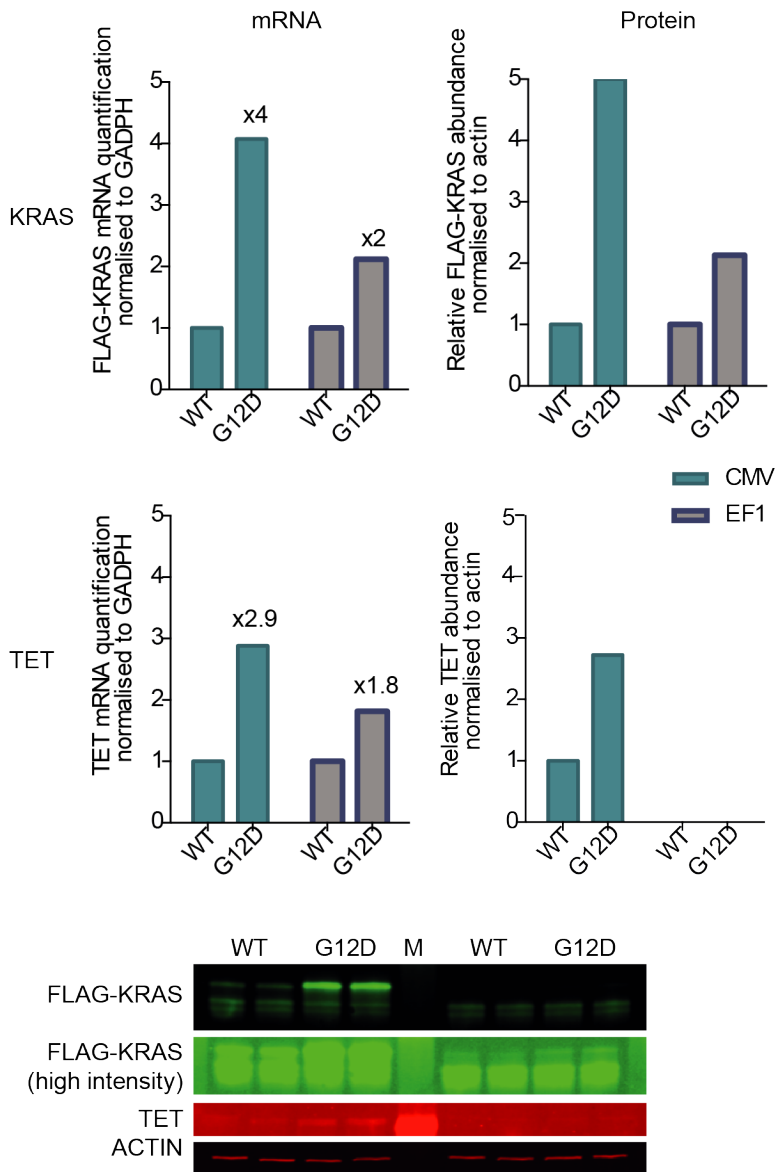 mRNA
Protein
KRAS
FLAG-KRAS mRNA quantification
normalised to GADPH
5
4
3
2
1
0
x4
x2
WT
G12D
WT
G12D
Relative FLAG-KRAS abundance
normalised to actin
5
4
3
2
1
0
WT
G12D
WT
G12D
CMV
EF1
TET
TET mRNA quantification
normalised to GADPH
5
4
3
2
1
0
x2.9
x1.8
WT
G12D
WT
G12D
Relative TET abundance
normalised to actin
5
4
3
2
1
0
WT
G12D
WT
G12D
WT G12D M WT G12D
FLAG-KRAS
FLAG-KRAS
(high intensity)
TET
ACTIN